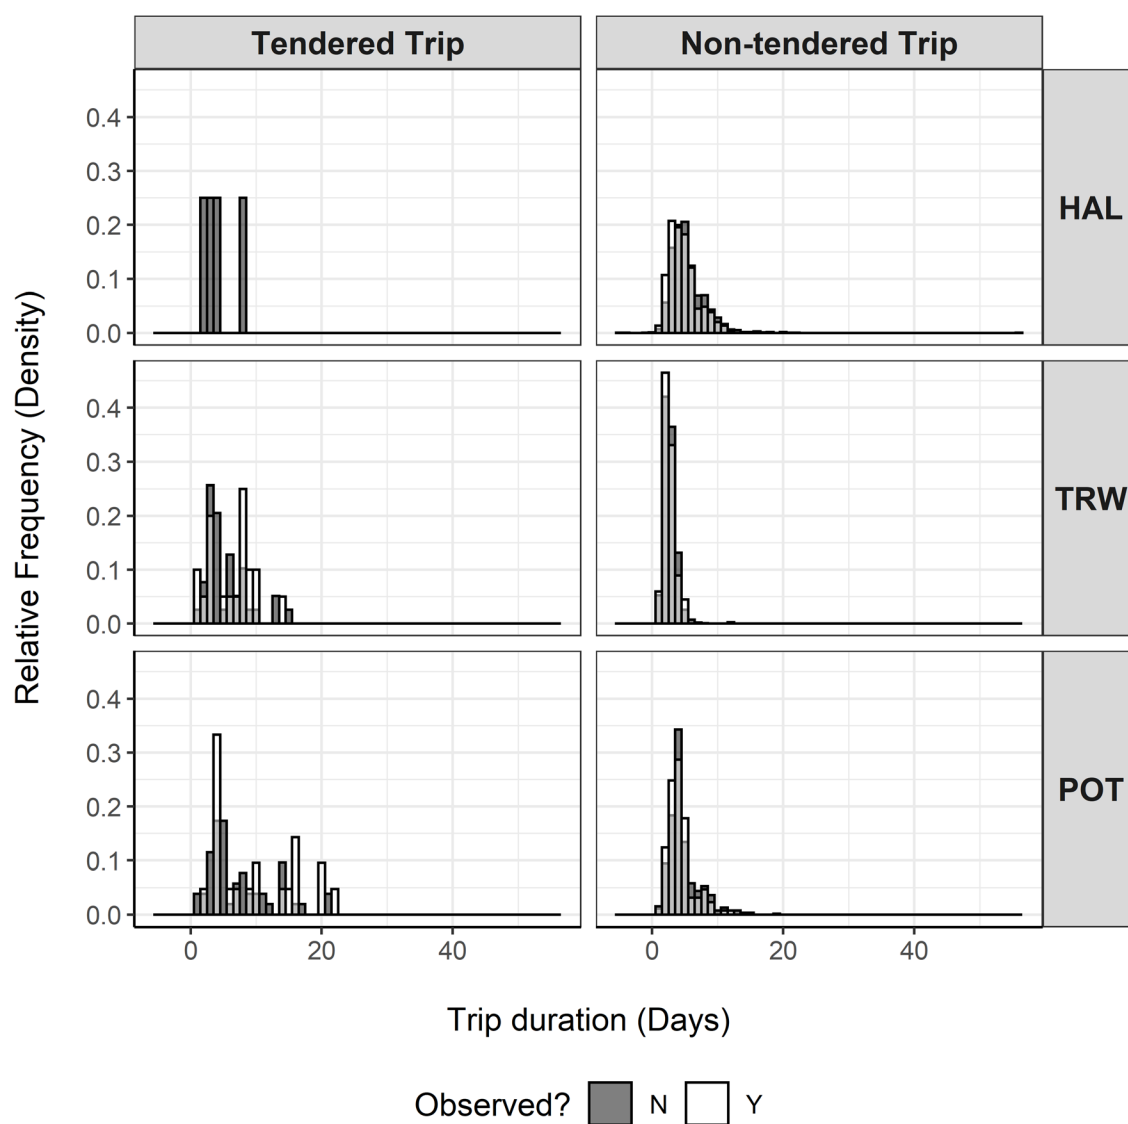 Tendered Trip
Non-tendered Trip
0.4
0.3
0.2
0.1
0.0
HAL
0.4
0.3
0.2
0.1
0.0
TRW
0.4
0.3
0.2
0.1
0.0
POT
Relative Frequency (Density)
0 20 40
0 20 40
Trip duration (Days)
Observed? N Y